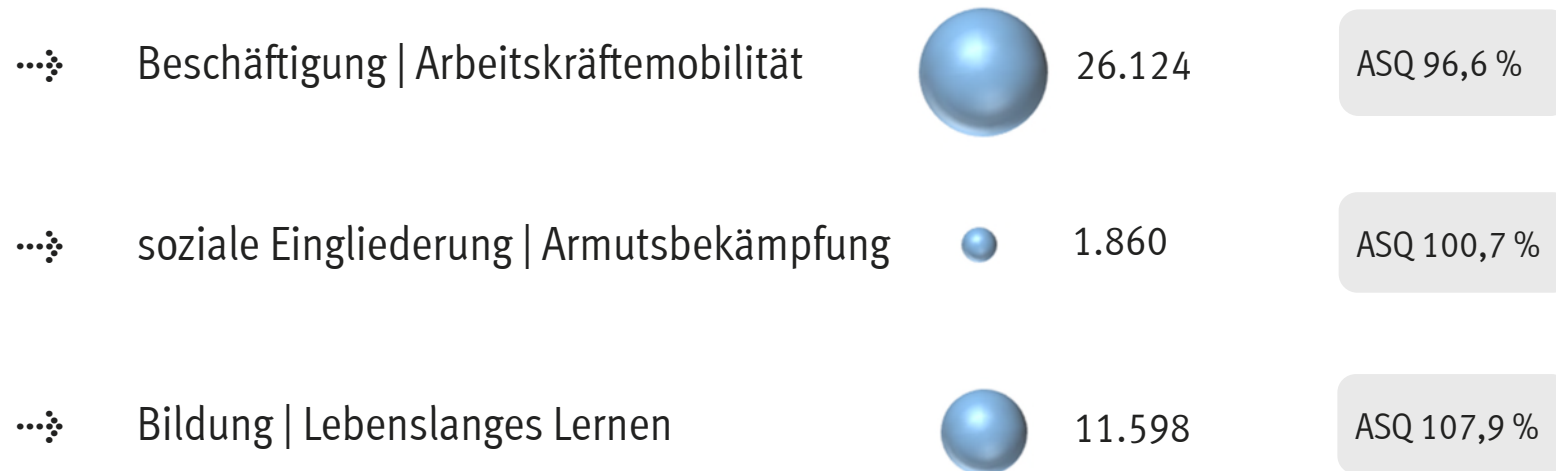 Beschäftigung | Arbeitskräftemobilität 26.124 ASQ 96,6 %
soziale Eingliederung | Armutsbekämpfung 1.860 ASQ 100,7 %
Bildung | Lebenslanges Lernen 11.598 ASQ 107,9 %